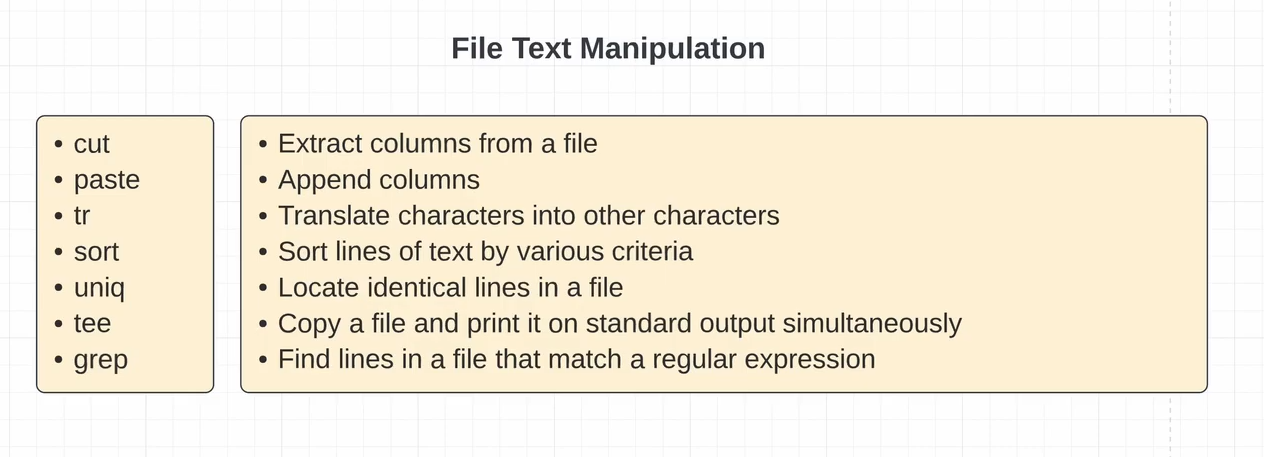 File Text Manipulation
• cut
• paste
• tr
• sort
• uniq
• tee
• grep
• Extract columns from a file
• Append columns
• Translate characters into other characters
• Sort lines of text by various criteria
• Locate identical lines in a file
• Copy a file and print it on standard output simultaneously
• Find lines in a file that match a regular expression